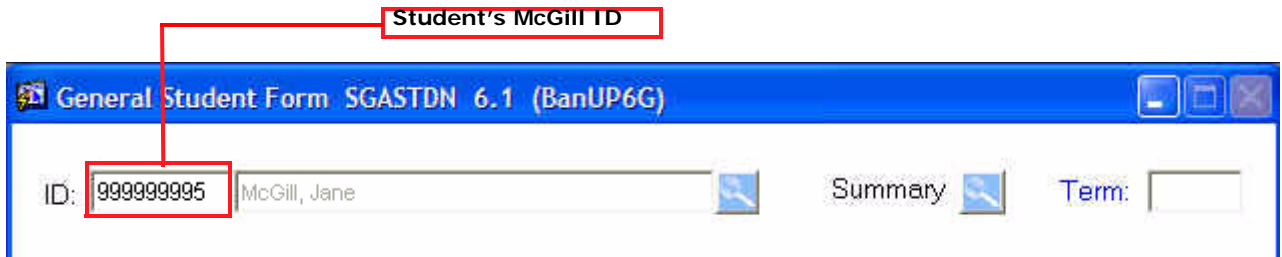 Student's McGill ID
General Student Form SGASTDN 6.1 (BanUP6G)
ID: 999999995 McGill, Jane Summary Term: